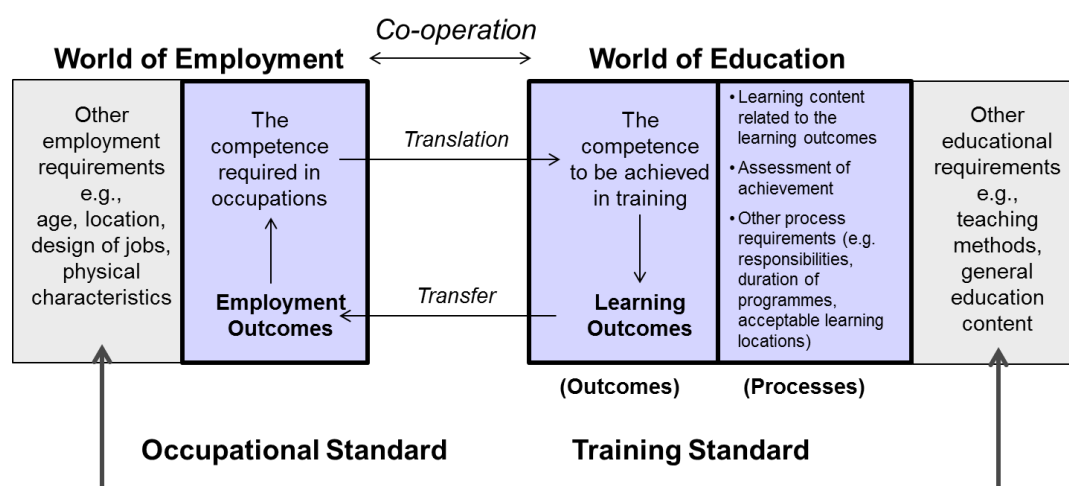 Co-operation
World of Employment
World of Education
Other
employment
requirements
e.g.,
age, location,
design of jobs,
physical
characteristics
The
competence
required in
occupations
Employment
Outcomes
Translation
Transfer
The
competence
to be achieved
in training
Learning
Outcomes
• Learning content
related to the
learning outcomes
• Assessment of
achievement
• Other process
requirements (e.g.
responsibilities,
duration of
programmes,
acceptable learning
locations)
Other
educational
requirements
e.g.,
teaching
methods,
general
education
content
(Outcomes)
(Processes)
Occupational Standard
Training Standard